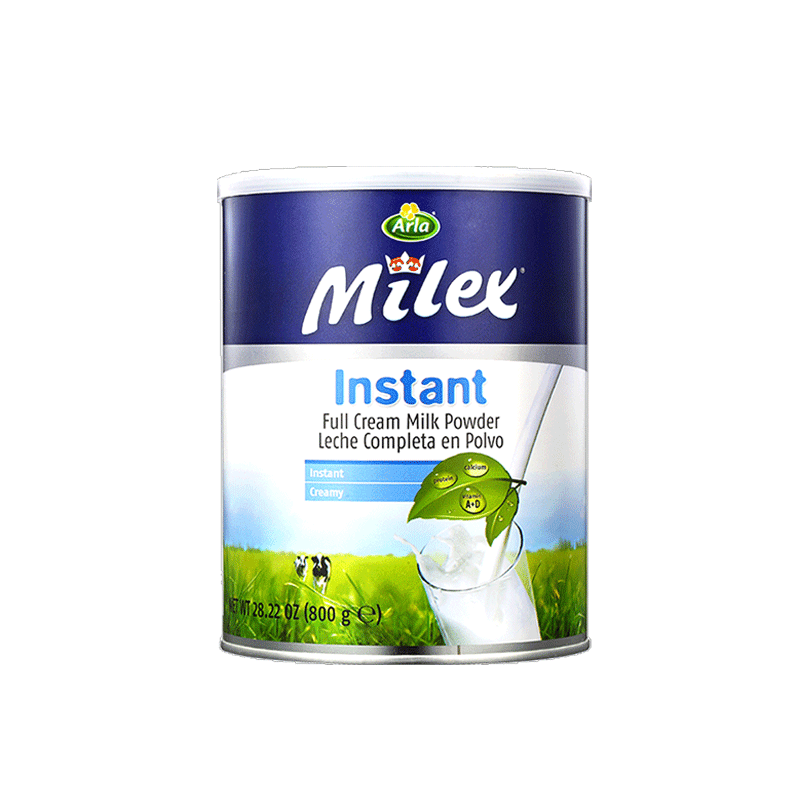 Arla
Milex®
Instant
Full Cream Milk Powder
Leche Completa en Polvo
Instant
Creamy
calcium
protein
vitamin
A+D
NET WT 28.22 OZ (800 g ℮)